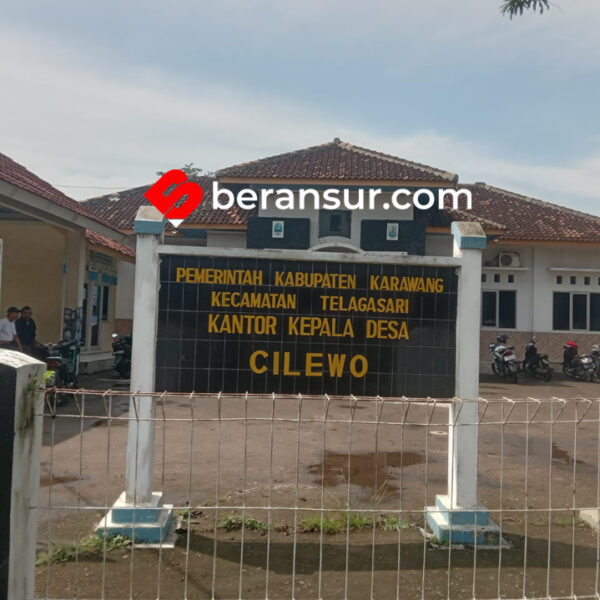 beransur.com
PEMERINTAH KABUPATEN KARAWANG
KECAMATAN TELAGASARI
KANTOR KEPALA DESA
CILEWO